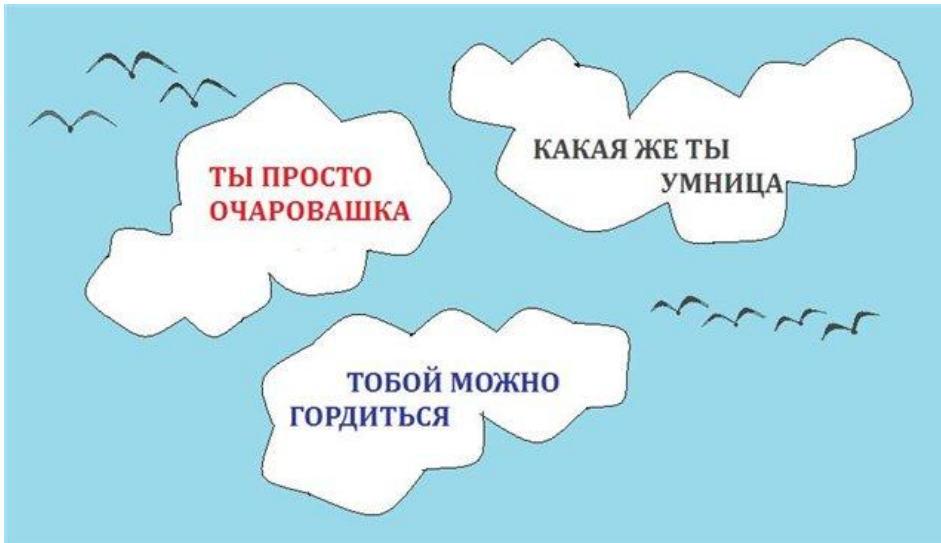 ТЫ ПРОСТО
ОЧАРОВАШКА
КАКАЯ ЖЕ ТЫ
УМНИЦА
ТОБОЙ МОЖНО
ГОРДИТЬСЯ